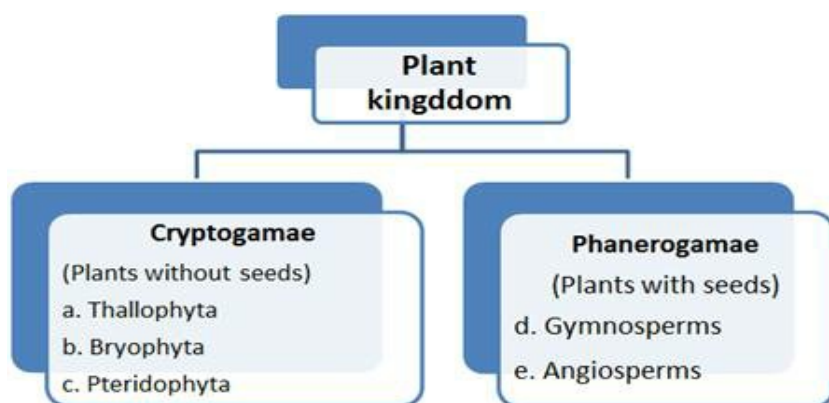 Plant
kingddom
Cryptogamae
(Plants without seeds)
a. Thallophyta
b. Bryophyta
c. Pteridophyta
Phanerogamae
(Plants with seeds)
d. Gymnosperms
e. Angiosperms